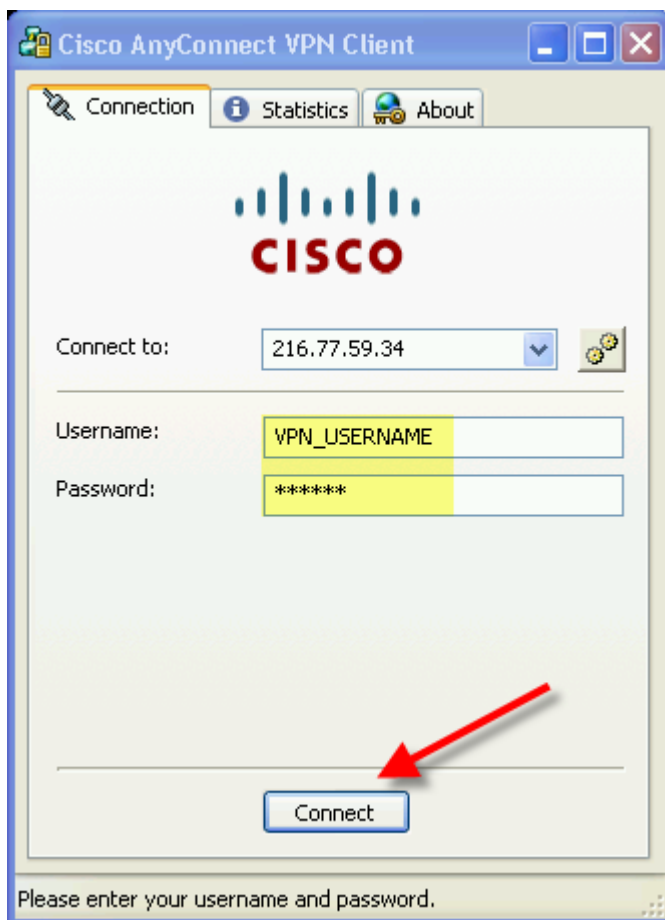 Cisco AnyConnect VPN Client
Connection Statistics About
CISCO
Connect to: 216.77.59.34
Username: VPN_USERNAME
Password: ******
Connect
Please enter your username and password.